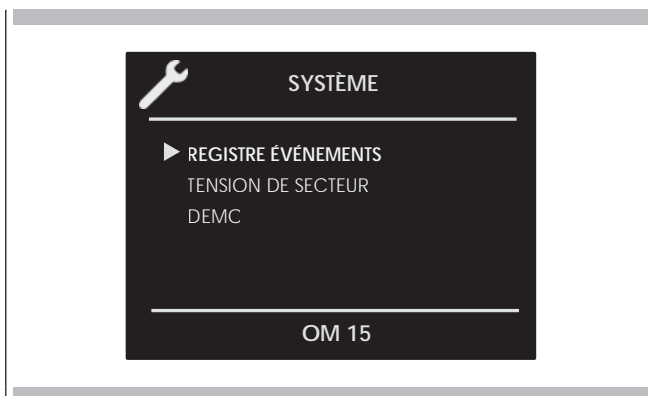 SYSTÈME
REGISTRE ÉVÉNEMENTS
TENSION DE SECTEUR
DEMC
OM 15